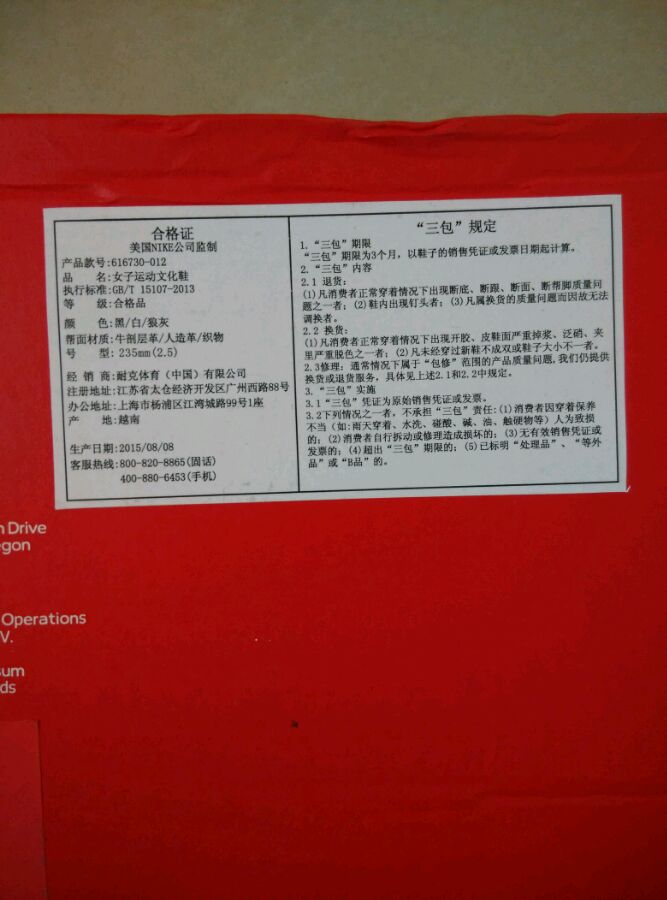 合格证
美国NIKE公司监制
产品款号:616730-012
品　　名:女子运动文化鞋
执行标准:GB/T 15107-2013
等　　级:合格品
颜　　色:黑/白/狼灰
帮面材质:牛剖层革/人造革/织物
号　　型:235mm(2.5)
经 销 商:耐克体育（中国）有限公司
注册地址:江苏省太仓经济开发区广州西路88号
办公地址:上海市杨浦区江湾城路99号1座
产　　地:越南
生产日期:2015/08/08
客服热线:800-820-8865(固话)
400-880-6453(手机)
“三包”规定
1. “三包”期限
“三包”期限为3个月，以鞋子的销售凭证或发票日期起计算。
2. “三包”内容
2.1 退货:
(1)凡消费者正常穿着情况下出现断底、断跟、断面、断帮脚质量问
题之一者；(2)鞋内出现钉头者；(3)凡属换货的质量问题而因故无法
调换者。
2.2 换货:
(1)凡消费者正常穿着情况下出现开胶、皮鞋面严重掉浆、泛硝、夹
里严重脱色之一者；(2)凡未经穿过新鞋不成双或鞋子大小不一者。
2.3修理: 通常情况下属于“包修”范围的产品质量问题,我们仍提供
换货或退货服务，具体见上述2.1和2.2中规定。
3. “三包”实施
3.1“三包”凭证为原始销售凭证或发票。
3.2下列情况之一者，不承担“三包”责任:(1)消费者因穿着保养
不当(如:雨天穿着、水洗、碰酸、碱、油、触硬物等）人为致损
的；(2)消费者自行拆动或修理造成损坏的；(3)无有效销售凭证或
发票的；(4)超出“三包”期限的；(5)已标明“处理品”、“等外
品”或“B品”的。
n Drive
egon
Operations
V.
sum
ds